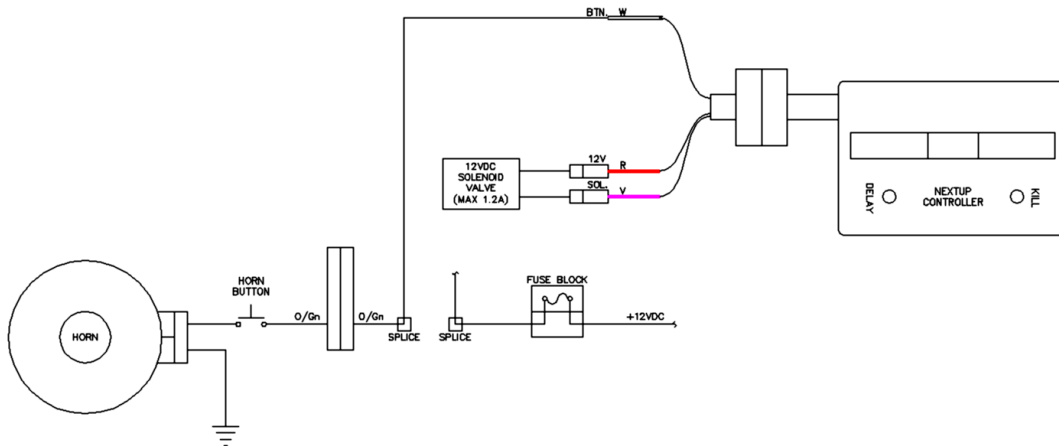 BTN. W
12VDC
SOLENOID
VALVE
(MAX 1.2A)
12V R
SOL. V
DELAY
NEXTUP
CONTROLLER
KILL
HORN
HORN
BUTTON
O/Gn
O/Gn
SPLICE
SPLICE
FUSE BLOCK
+12VDC